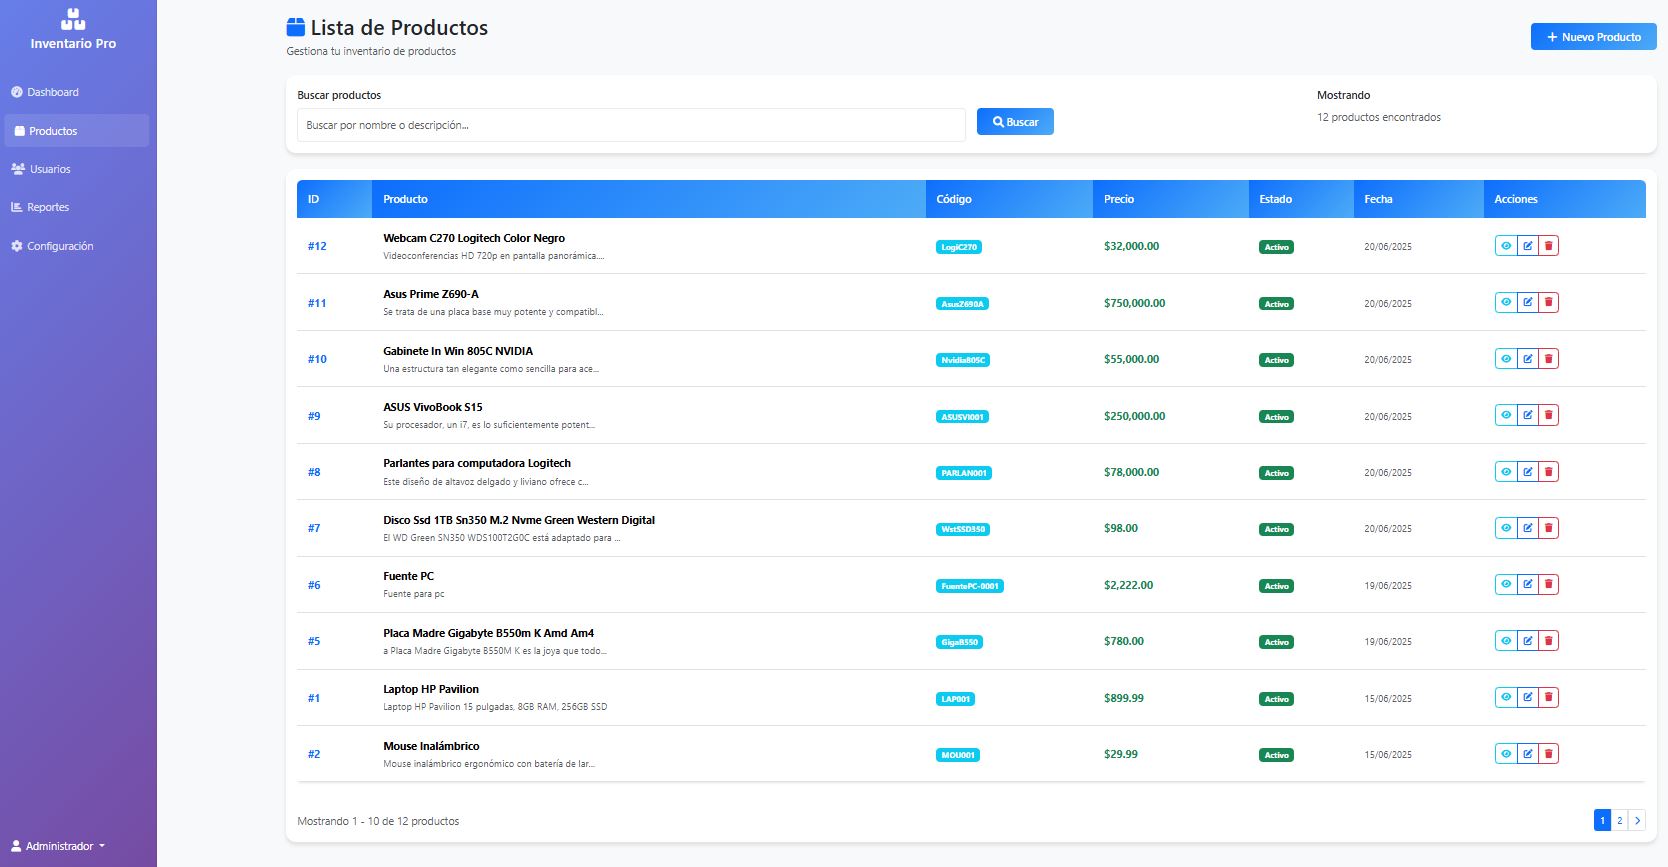 Inventario Pro
Dashboard
Productos
Usuarios
Reportes
Configuración
Administrador
Lista de Productos
Gestiona tu inventario de productos
+ Nuevo Producto
Buscar productos
Buscar por nombre o descripción...
Buscar
Mostrando
12 productos encontrados
ID Producto Código Precio Estado Fecha Acciones
#12 Webcam C270 Logitech Color Negro LogiC270 $32,000.00 Activo 20/06/2025
Videoconferencias HD 720p en pantalla panorámica....
#11 Asus Prime Z690-A AsusZ690A $750,000.00 Activo 20/06/2025
Se trata de una placa base muy potente y compatibl...
#10 Gabinete In Win 805C NVIDIA Nvidia805C $55,000.00 Activo 20/06/2025
Una estructura tan elegante como sencilla para ace...
#9 ASUS VivoBook S15 ASUSVI001 $250,000.00 Activo 20/06/2025
Su procesador, un i7, es lo suficientemente potent...
#8 Parlantes para computadora Logitech PARLAN001 $78,000.00 Activo 20/06/2025
Este diseño de altavoz delgado y liviano ofrece c...
#7 Disco Ssd 1TB Sn350 M.2 Nvme Green Western Digital WstSSD350 $98.00 Activo 20/06/2025
El WD Green SN350 WDS100T2G0C está adaptado para ...
#6 Fuente PC FuentePC-0001 $2,222.00 Activo 19/06/2025
Fuente para pc
#5 Placa Madre Gigabyte B550m K Amd Am4 GigaB550 $780.00 Activo 19/06/2025
a Placa Madre Gigabyte B550M K es la joya que todo...
#1 Laptop HP Pavilion LAP001 $899.99 Activo 15/06/2025
Laptop HP Pavilion 15 pulgadas, 8GB RAM, 256GB SSD
#2 Mouse Inalámbrico MOU001 $29.99 Activo 15/06/2025
Mouse inalámbrico ergonómico con batería de lar...
Mostrando 1 - 10 de 12 productos
1 2